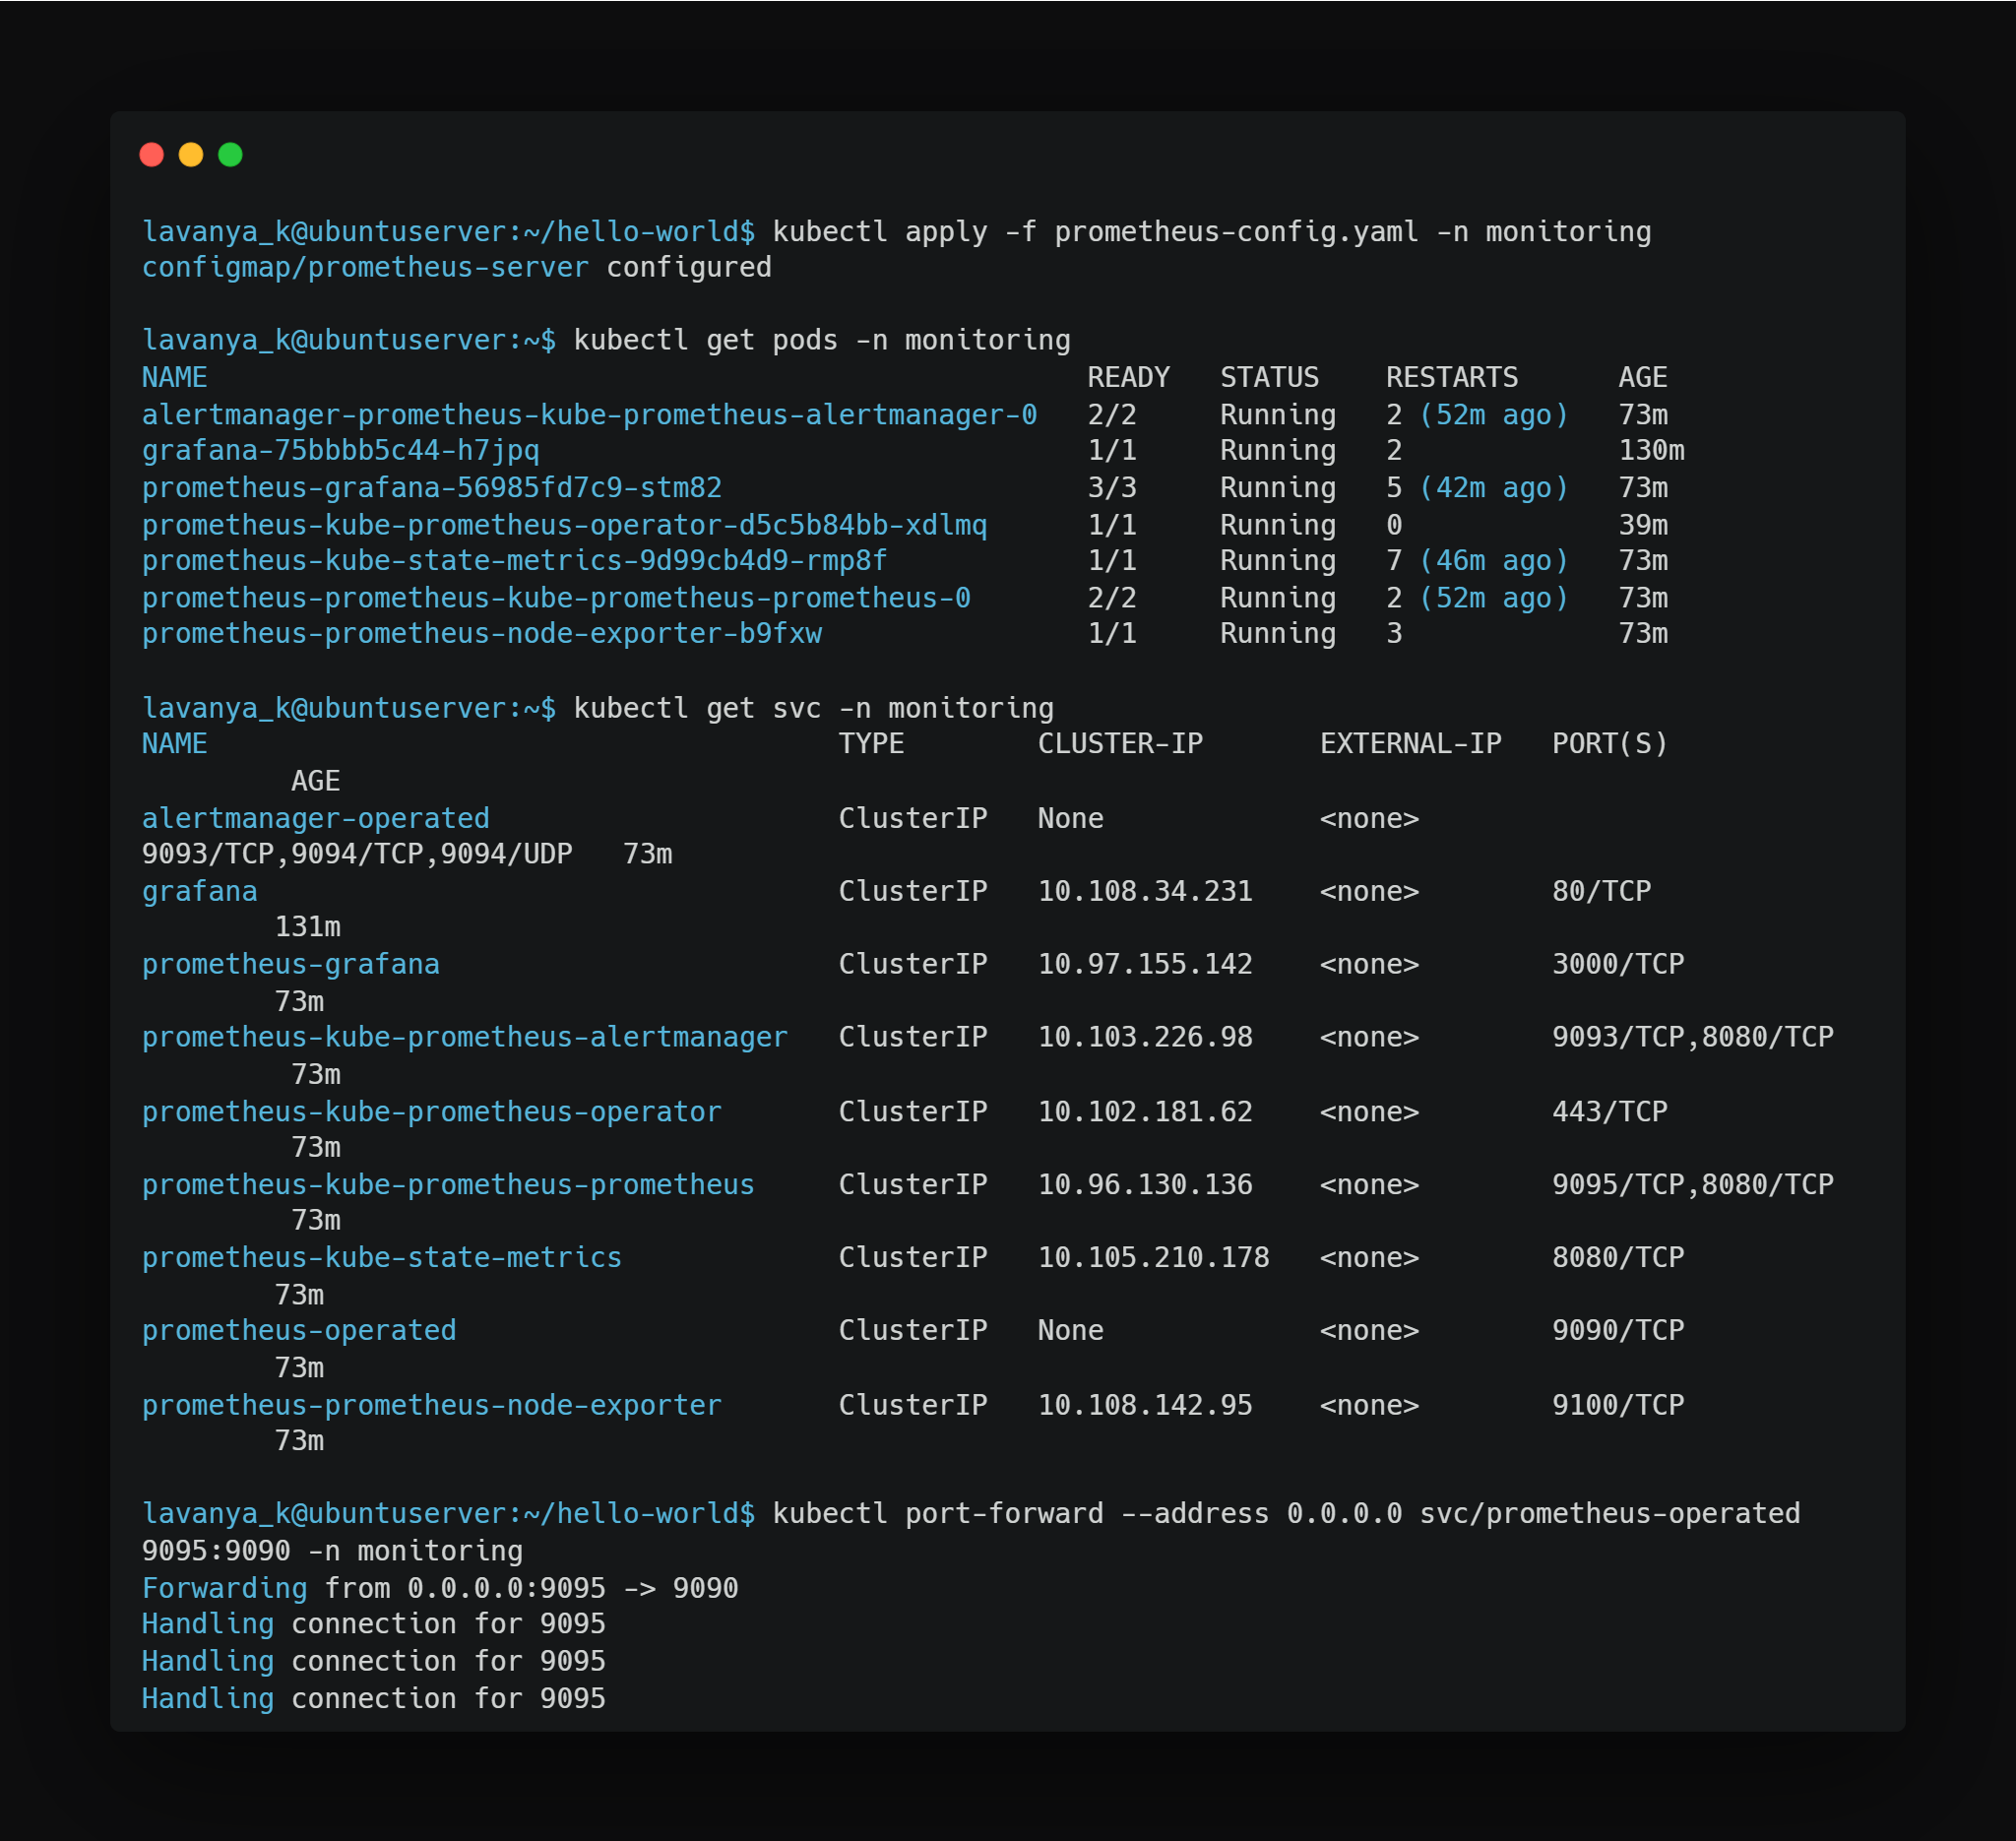 lavanya_k@ubuntuserver:~/hello-world$ kubectl apply -f prometheus-config.yaml -n monitoring
configmap/prometheus-server configured
lavanya_k@ubuntuserver:~$ kubectl get pods -n monitoring
NAME READY STATUS RESTARTS AGE
alertmanager-prometheus-kube-prometheus-alertmanager-0 2/2 Running 2 (52m ago) 73m
grafana-75bbbb5c44-h7jpq 1/1 Running 2 130m
prometheus-grafana-56985fd7c9-stm82 3/3 Running 5 (42m ago) 73m
prometheus-kube-prometheus-operator-d5c5b84bb-xdlmq 1/1 Running 0 39m
prometheus-kube-state-metrics-9d99cb4d9-rmp8f 1/1 Running 7 (46m ago) 73m
prometheus-prometheus-kube-prometheus-prometheus-0 2/2 Running 2 (52m ago) 73m
prometheus-prometheus-node-exporter-b9fxw 1/1 Running 3 73m
lavanya_k@ubuntuserver:~$ kubectl get svc -n monitoring
NAME TYPE CLUSTER-IP EXTERNAL-IP PORT(S)
AGE
alertmanager-operated ClusterIP None <none>
9093/TCP,9094/TCP,9094/UDP 73m
grafana ClusterIP 10.108.34.231 <none> 80/TCP
131m
prometheus-grafana ClusterIP 10.97.155.142 <none> 3000/TCP
73m
prometheus-kube-prometheus-alertmanager ClusterIP 10.103.226.98 <none> 9093/TCP,8080/TCP
73m
prometheus-kube-prometheus-operator ClusterIP 10.102.181.62 <none> 443/TCP
73m
prometheus-kube-prometheus-prometheus ClusterIP 10.96.130.136 <none> 9095/TCP,8080/TCP
73m
prometheus-kube-state-metrics ClusterIP 10.105.210.178 <none> 8080/TCP
73m
prometheus-operated ClusterIP None <none> 9090/TCP
73m
prometheus-prometheus-node-exporter ClusterIP 10.108.142.95 <none> 9100/TCP
73m
lavanya_k@ubuntuserver:~/hello-world$ kubectl port-forward --address 0.0.0.0 svc/prometheus-operated
9095:9090 -n monitoring
Forwarding from 0.0.0.0:9095 -> 9090
Handling connection for 9095
Handling connection for 9095
Handling connection for 9095